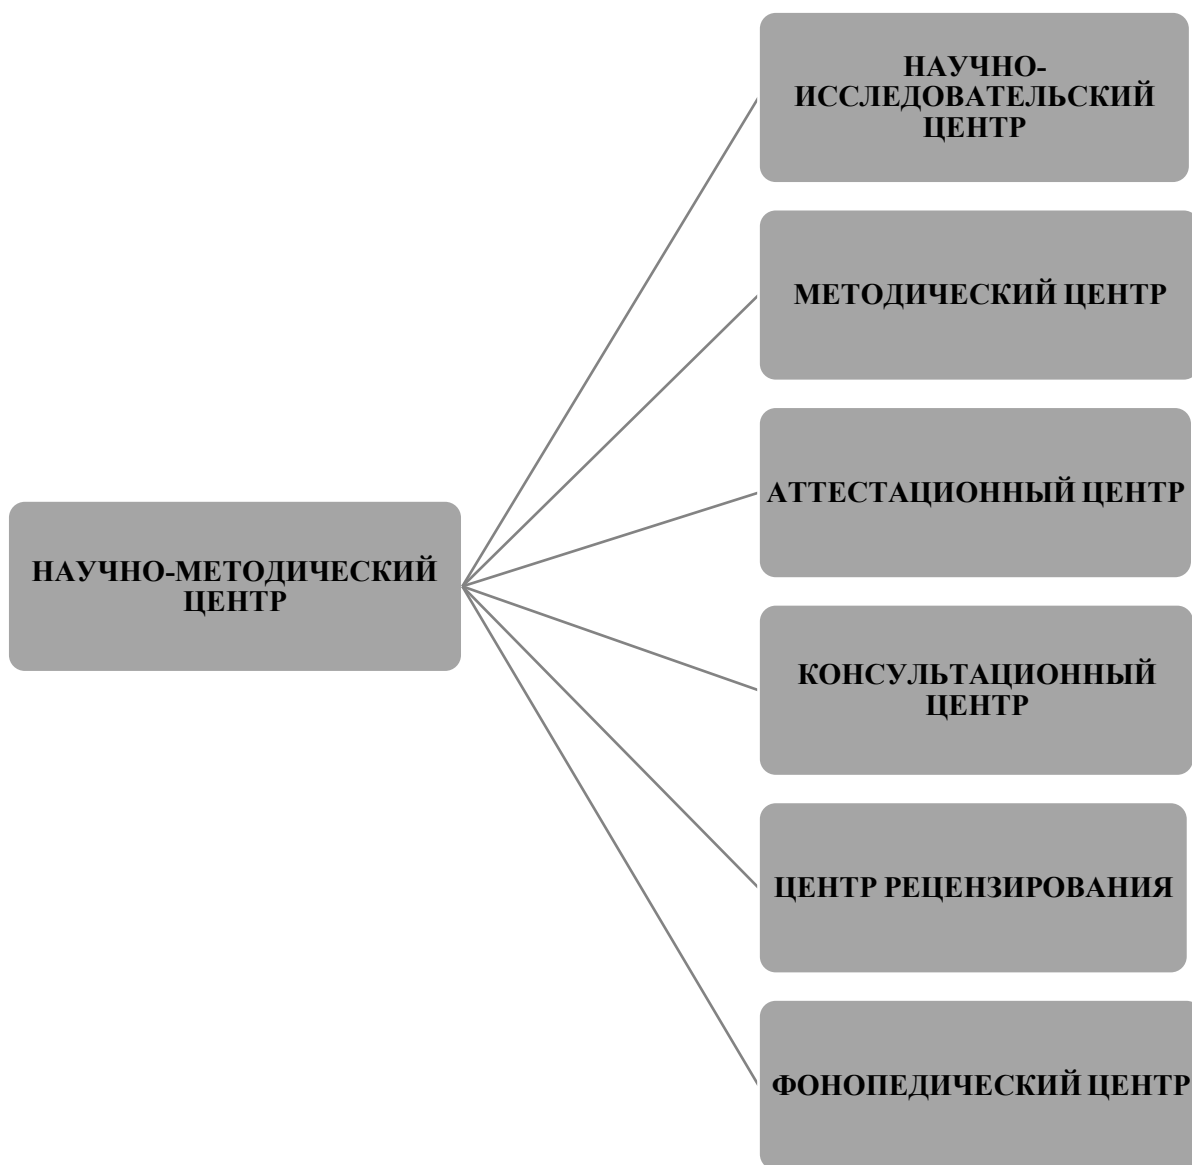 НАУЧНО-
ИССЛЕДОВАТЕЛЬСКИЙ
ЦЕНТР
МЕТОДИЧЕСКИЙ ЦЕНТР
АТТЕСТАЦИОННЫЙ ЦЕНТР
НАУЧНО-МЕТОДИЧЕСКИЙ
ЦЕНТР
КОНСУЛЬТАЦИОННЫЙ
ЦЕНТР
ЦЕНТР РЕЦЕНЗИРОВАНИЯ
ФОНОПЕДИЧЕСКИЙ ЦЕНТР